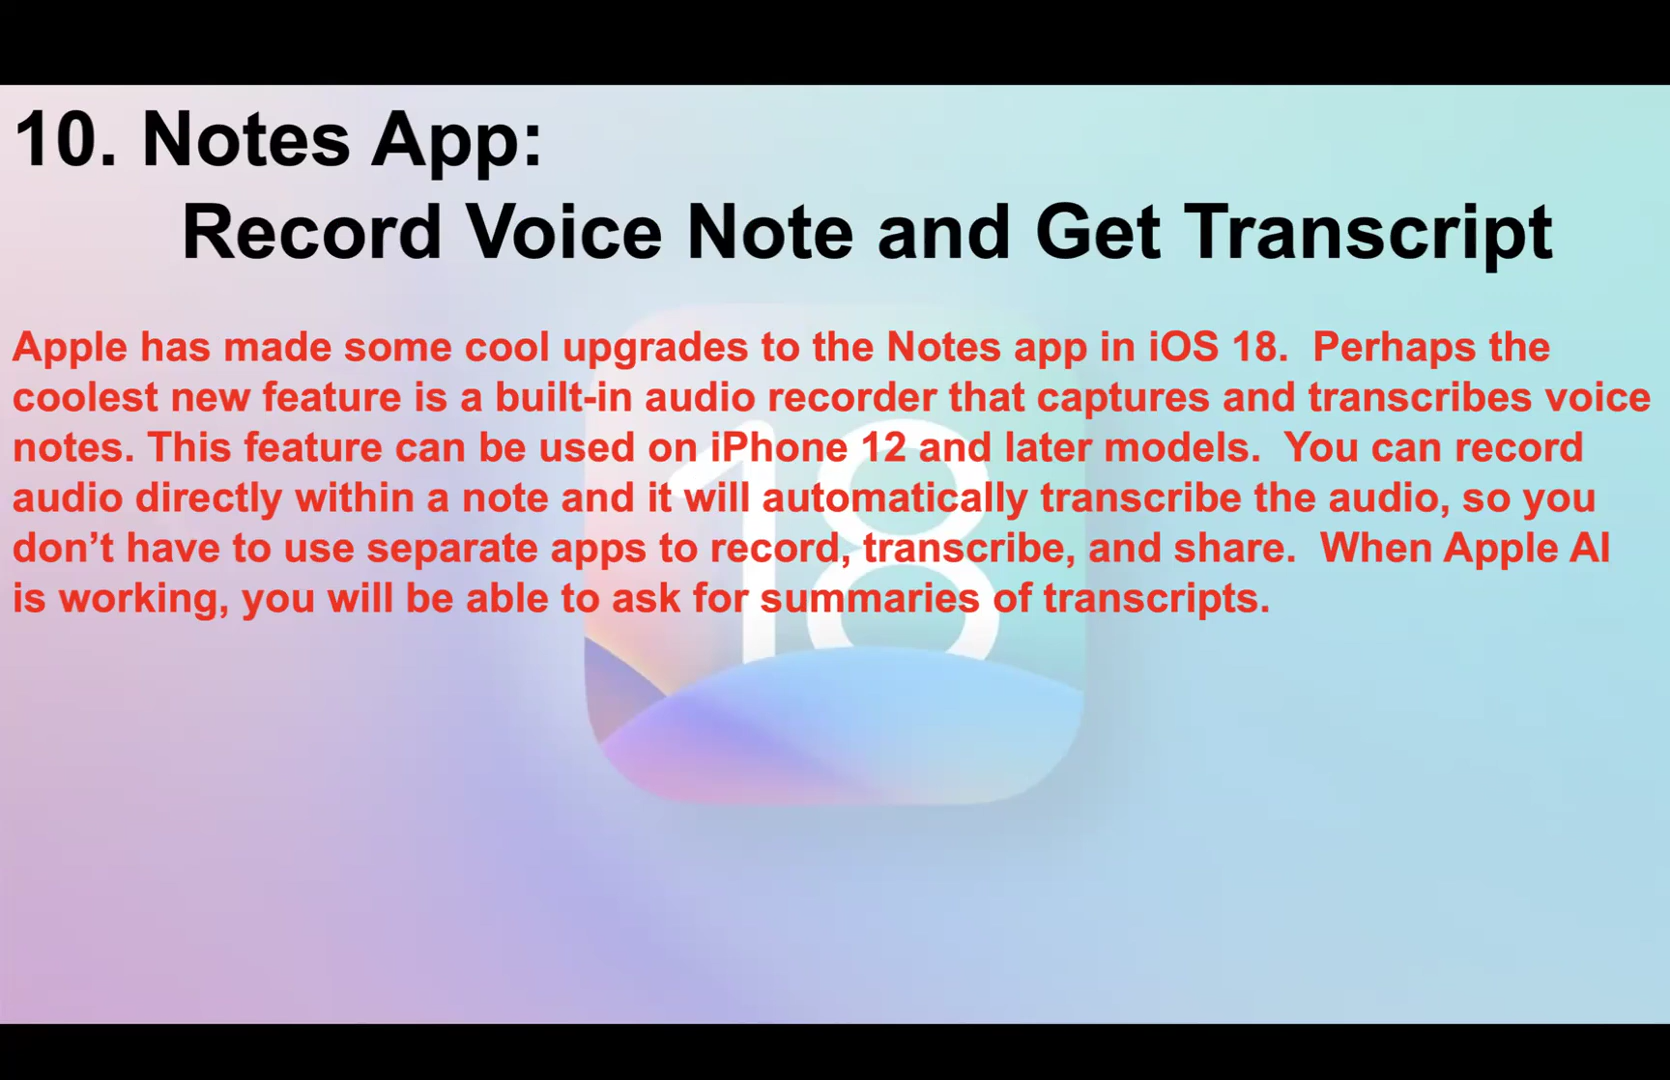 10. Notes App:
Record Voice Note and Get Transcript
Apple has made some cool upgrades to the Notes app in iOS 18.  Perhaps the
coolest new feature is a built-in audio recorder that captures and transcribes voice
notes. This feature can be used on iPhone 12 and later models.  You can record
audio directly within a note and it will automatically transcribe the audio, so you
don’t have to use separate apps to record, transcribe, and share.  When Apple AI
is working, you will be able to ask for summaries of transcripts.
18